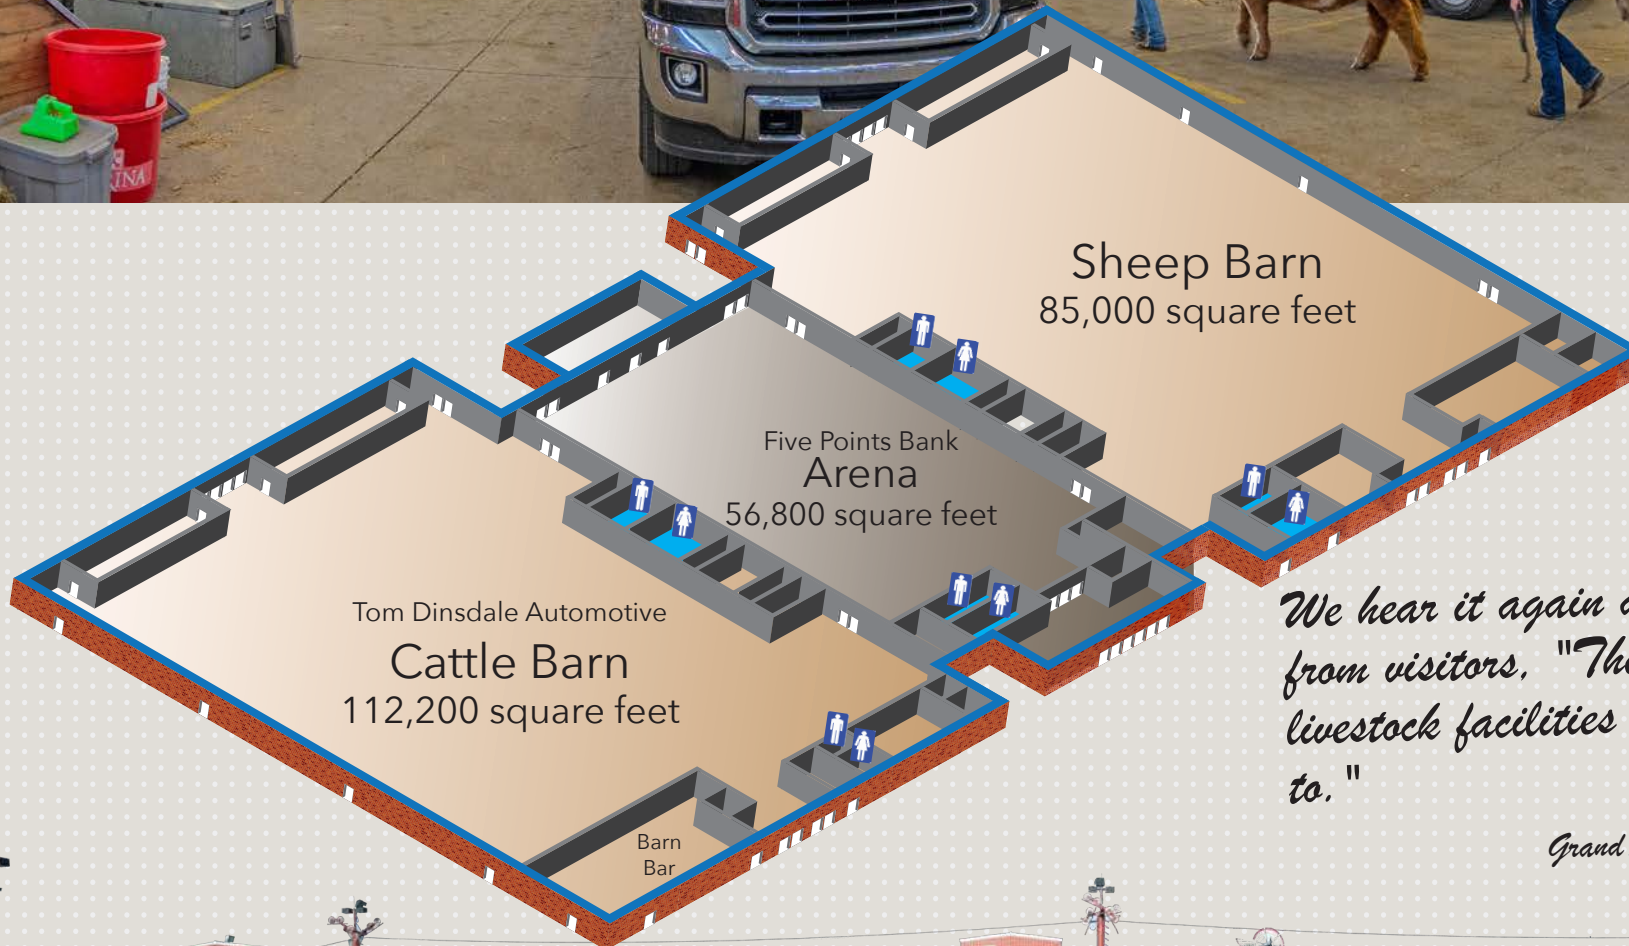 Sheep Barn
85,000 square feet
Five Points Bank
Arena
56,800 square feet
Tom Dinsdale Automotive
Cattle Barn
112,200 square feet
Barn
Bar
We hear it again
from visitors, "The
livestock facilities
to."
Grand